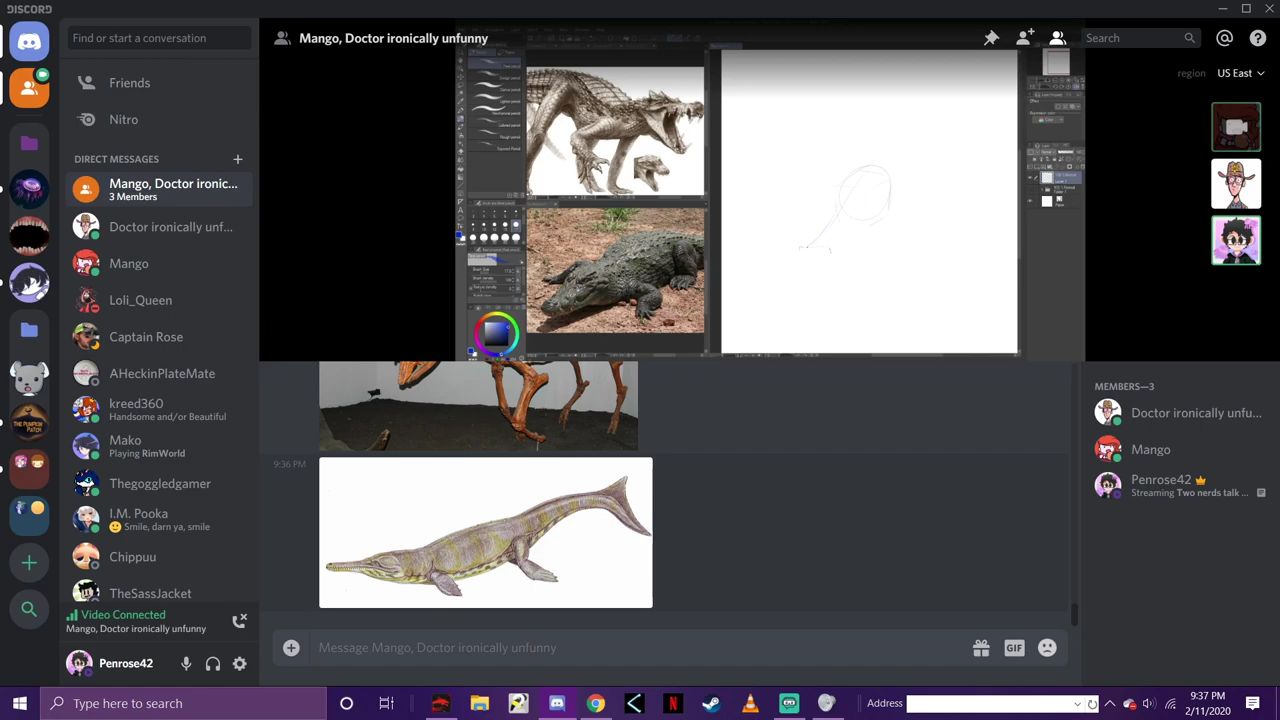 DISCORD
Find or start a conversation
Mango, Doctor ironically unfunny
Search
region
US East
Friends
Nitro
DIRECT MESSAGES
Mango, Doctor ironic...
3 Members
Doctor ironically unf...
Mango
Loli_Queen
Captain Rose
AHeckinPlateMate
kreed360
Handsome and/or Beautiful
Mako
Playing RimWorld
Thegoggledgamer
I.M. Pooka
Smile, darn ya, smile
Chippuu
TheSassJacket
Video Connected
Mango, Doctor ironically unfunny
Penrose42
THE PUMPKIN
PATCH
9:36 PM
Message Mango, Doctor ironically unfunny
GIF
MEMBERS—3
Doctor ironically unfu...
Mango
Penrose42
Streaming Two nerds talk ...
Type here to search
Address
9:37 PM
2/11/2020